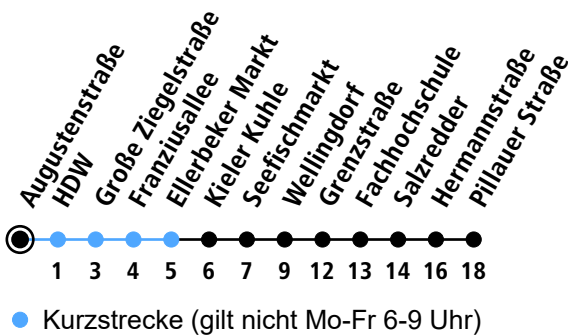 Augustenstraße
HDW
Große Ziegelstraße
Franziusallee
Ellerbeker Markt
Kieler Kuhle
Seefischmarkt
Wellingdorf
Grenzstraße
Fachhochschule
Salzredder
Hermannstraße
Pillauer Straße
1 3 4 5 6 7 9 12 13 14 16 18
Kurzstrecke (gilt nicht Mo-Fr 6-9 Uhr)